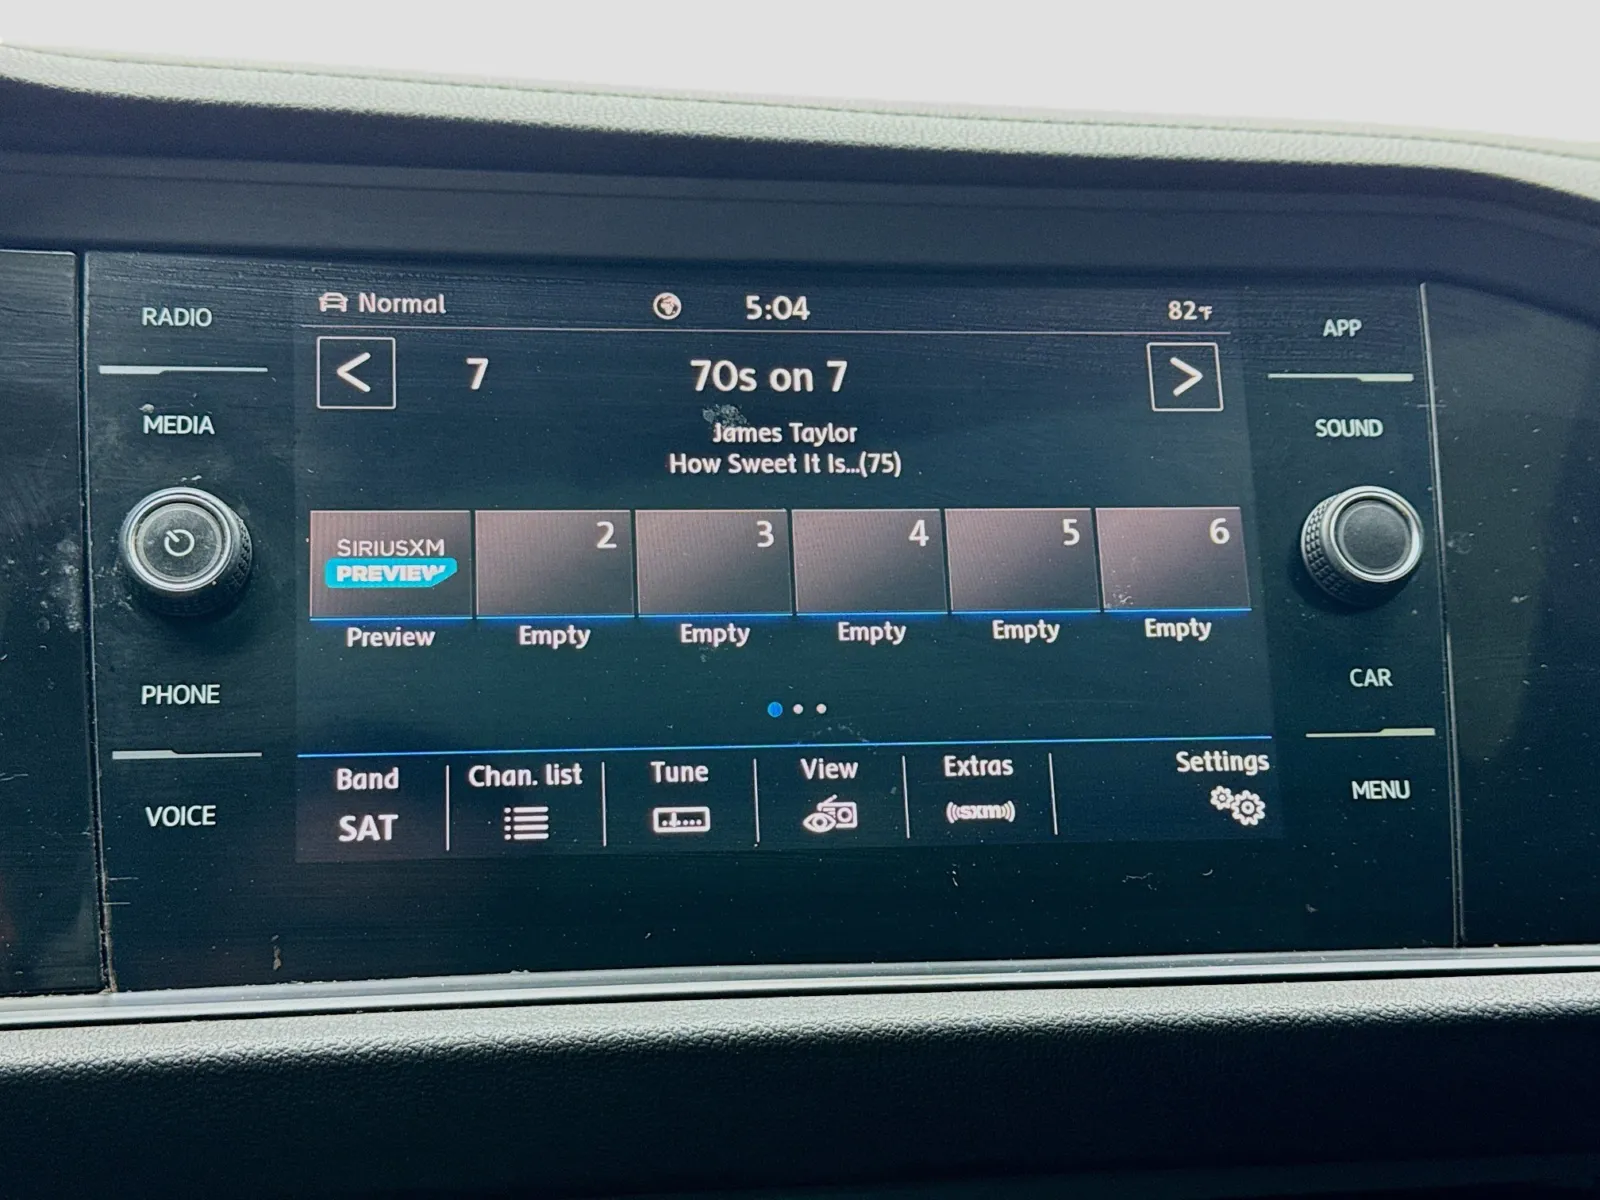 RADIO
MEDIA
PHONE
VOICE
Normal
5:04
82°F
<
7
70s on 7
>
James Taylor
How Sweet It Is...(75)
SIRIUSXM
PREVIEW
2
3
4
5
6
Preview
Empty
Empty
Empty
Empty
Empty
Band
SAT
Chan. list
Tune
View
Extras
((sxm))
Settings
APP
SOUND
CAR
MENU